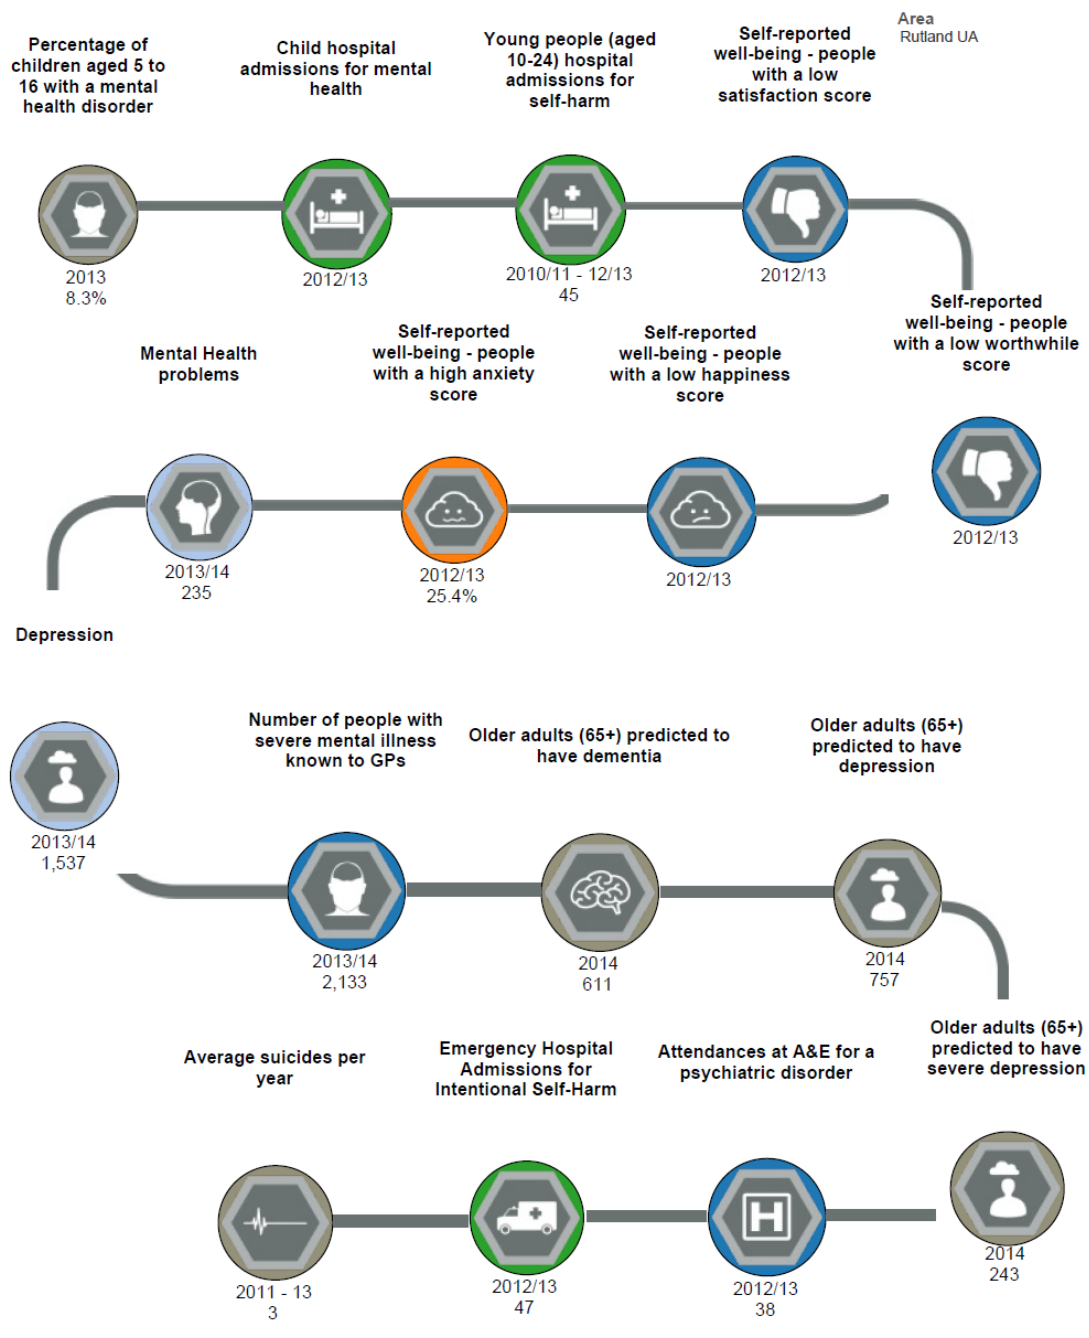 Area
Rutland UA
Percentage of
children aged 5 to
16 with a mental
health disorder
2013
8.3%
Child hospital
admissions for mental
health
2012/13
Young people (aged
10-24) hospital
admissions for
self-harm
2010/11 - 12/13
45
Self-reported
well-being - people
with a low
satisfaction score
2012/13
Self-reported
well-being - people
with a low worthwhile
score
2012/13
Self-reported
well-being - people
with a low happiness
score
2012/13
Self-reported
well-being - people
with a high anxiety
score
2012/13
25.4%
Mental Health
problems
2013/14
235
Depression
2013/14
1,537
Number of people with
severe mental illness
known to GPs
2013/14
2,133
Older adults (65+) predicted to
have dementia
2014
611
Older adults (65+)
predicted to have
depression
2014
757
Older adults (65+)
predicted to have
severe depression
2014
243
Attendances at A&E for a
psychiatric disorder
H
2012/13
38
Emergency Hospital
Admissions for
Intentional Self-Harm
2012/13
47
Average suicides per
year
2011 - 13
3